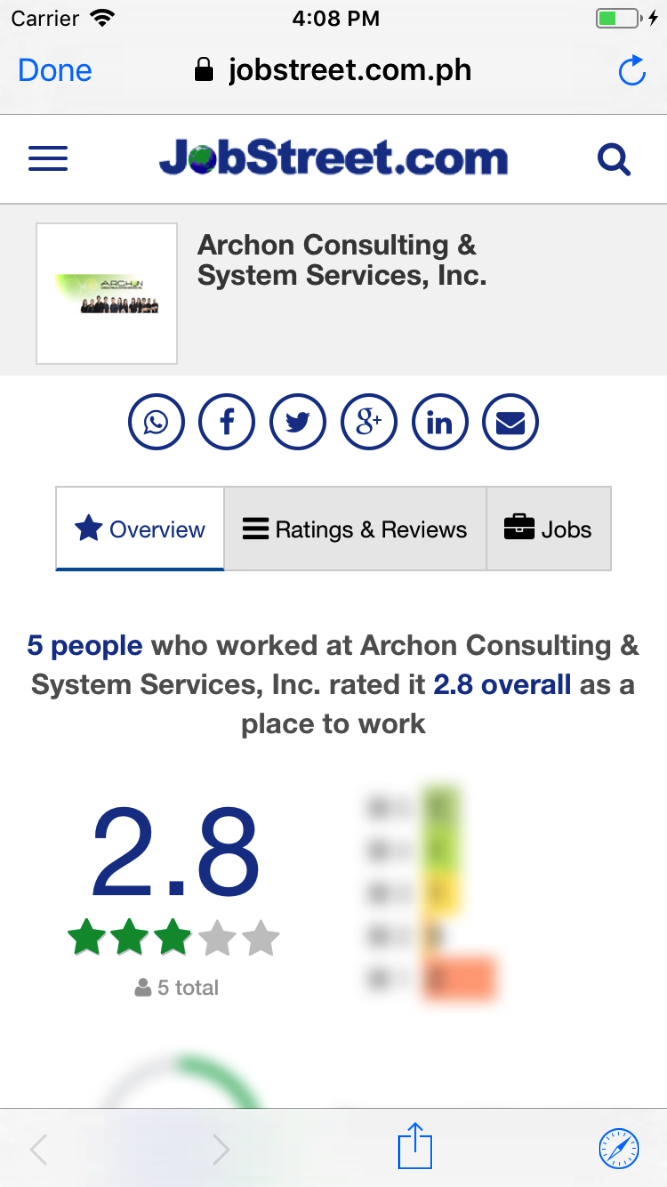 Carrier 4:08 PM
Done jobstreet.com.ph
JobStreet.com
ARCHON
Archon Consulting &
System Services, Inc.
Overview Ratings & Reviews Jobs
5 people who worked at Archon Consulting &
System Services, Inc. rated it 2.8 overall as a
place to work
2.8
5 total